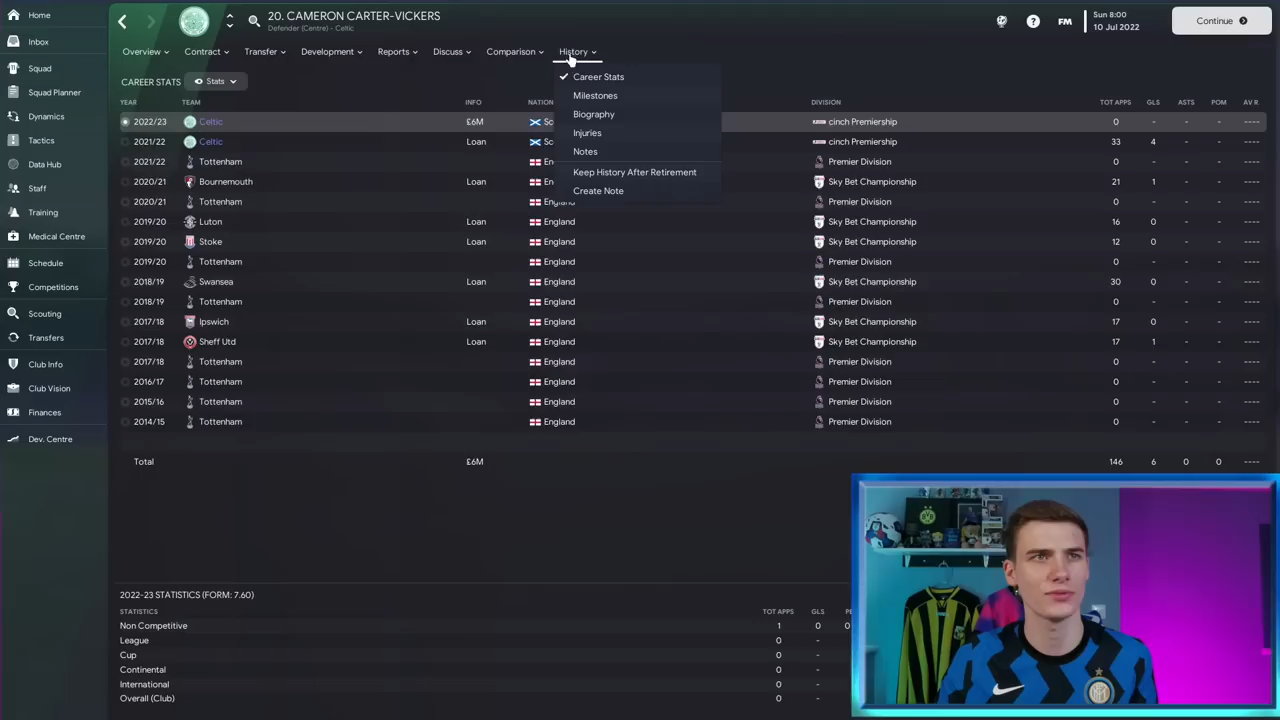 Home
Inbox
Squad
Squad Planner
Dynamics
Tactics
Data Hub
Staff
Training
Medical Centre
Schedule
Competitions
Scouting
Transfers
Club Info
Club Vision
Finances
Dev. Centre
20. CAMERON CARTER-VICKERS
Defender (Centre) - Celtic
FM
Sun 8:00
10 Jul 2022
Continue
Overview Contract Transfer Development Reports Discuss Comparison History
CAREER STATS Stats
Career Stats
Milestones
Biography
Injuries
Notes
Keep History After Retirement
Create Note
YEAR TEAM INFO NATION DIVISION TOT APPS GLS ASTS POM AV R
2022/23 Celtic £6M Sc cinch Premiership 0 - - - ----
2021/22 Celtic Loan Sc cinch Premiership 33 4 - - ----
2021/22 Tottenham En Premier Division 0 - - - ----
2020/21 Bournemouth Loan En Sky Bet Championship 21 1 - - ----
2020/21 Tottenham England Premier Division 0 - - - ----
2019/20 Luton Loan England Sky Bet Championship 16 0 - - ----
2019/20 Stoke Loan England Sky Bet Championship 12 0 - - ----
2019/20 Tottenham England Premier Division 0 - - - ----
2018/19 Swansea Loan England Sky Bet Championship 30 0 - - ----
2018/19 Tottenham England Premier Division 0 - - - ----
2017/18 Ipswich Loan England Sky Bet Championship 17 0 - - ----
2017/18 Sheff Utd Loan England Sky Bet Championship 17 1 - - ----
2017/18 Tottenham England Premier Division 0 - - - ----
2016/17 Tottenham England Premier Division 0 - - - ----
2015/16 Tottenham England Premier Division 0 - - - ----
2014/15 Tottenham England Premier Division 0 - - - ----
Total £6M 146 6 0 0 ----
2022-23 STATISTICS (FORM: 7.60)
STATISTICS TOT APPS GLS PE
Non Competitive 1 0 0
League 0 -
Cup 0 -
Continental 0 -
International 0 -
Overall (Club) 0 -